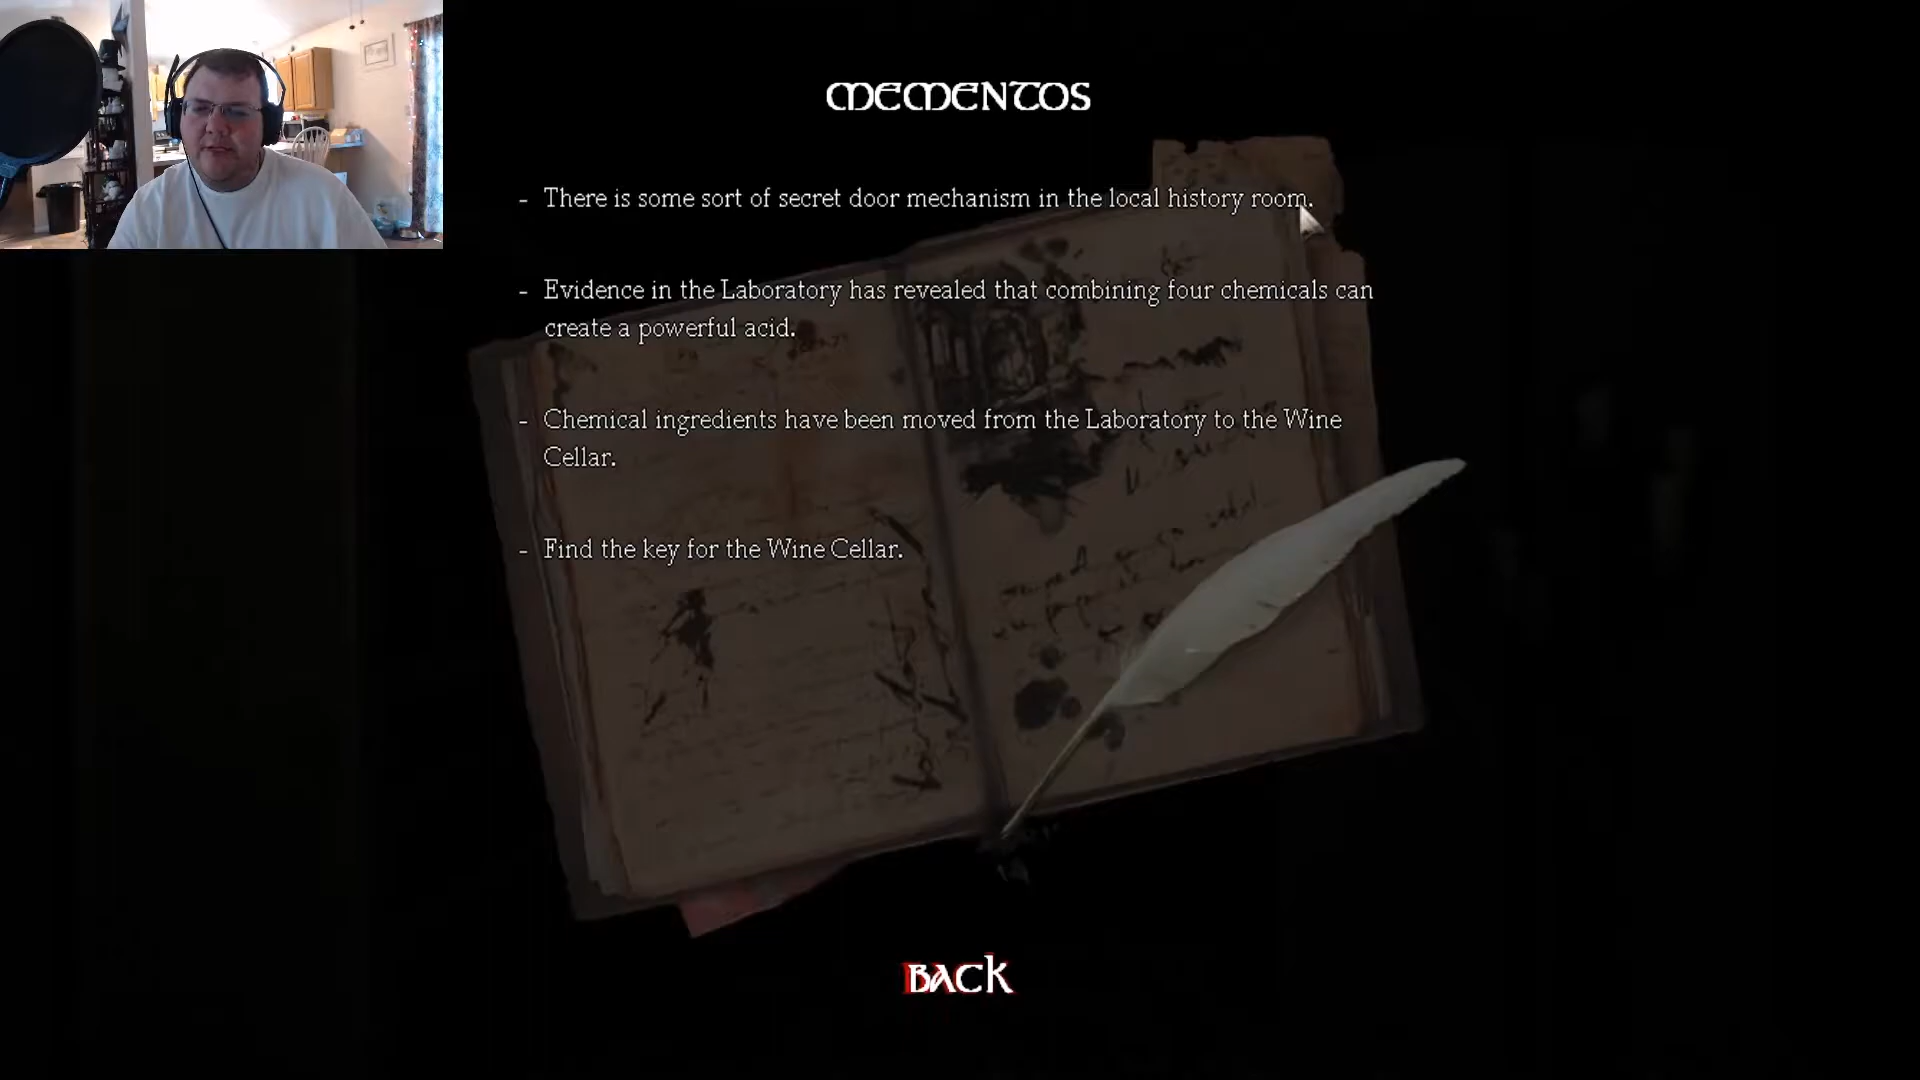 MEMENTOS
- There is some sort of secret door mechanism in the local history room.
- Evidence in the Laboratory has revealed that combining four chemicals can
create a powerful acid.
- Chemical ingredients have been moved from the Laboratory to the Wine
Cellar.
- Find the key for the Wine Cellar.
BACK